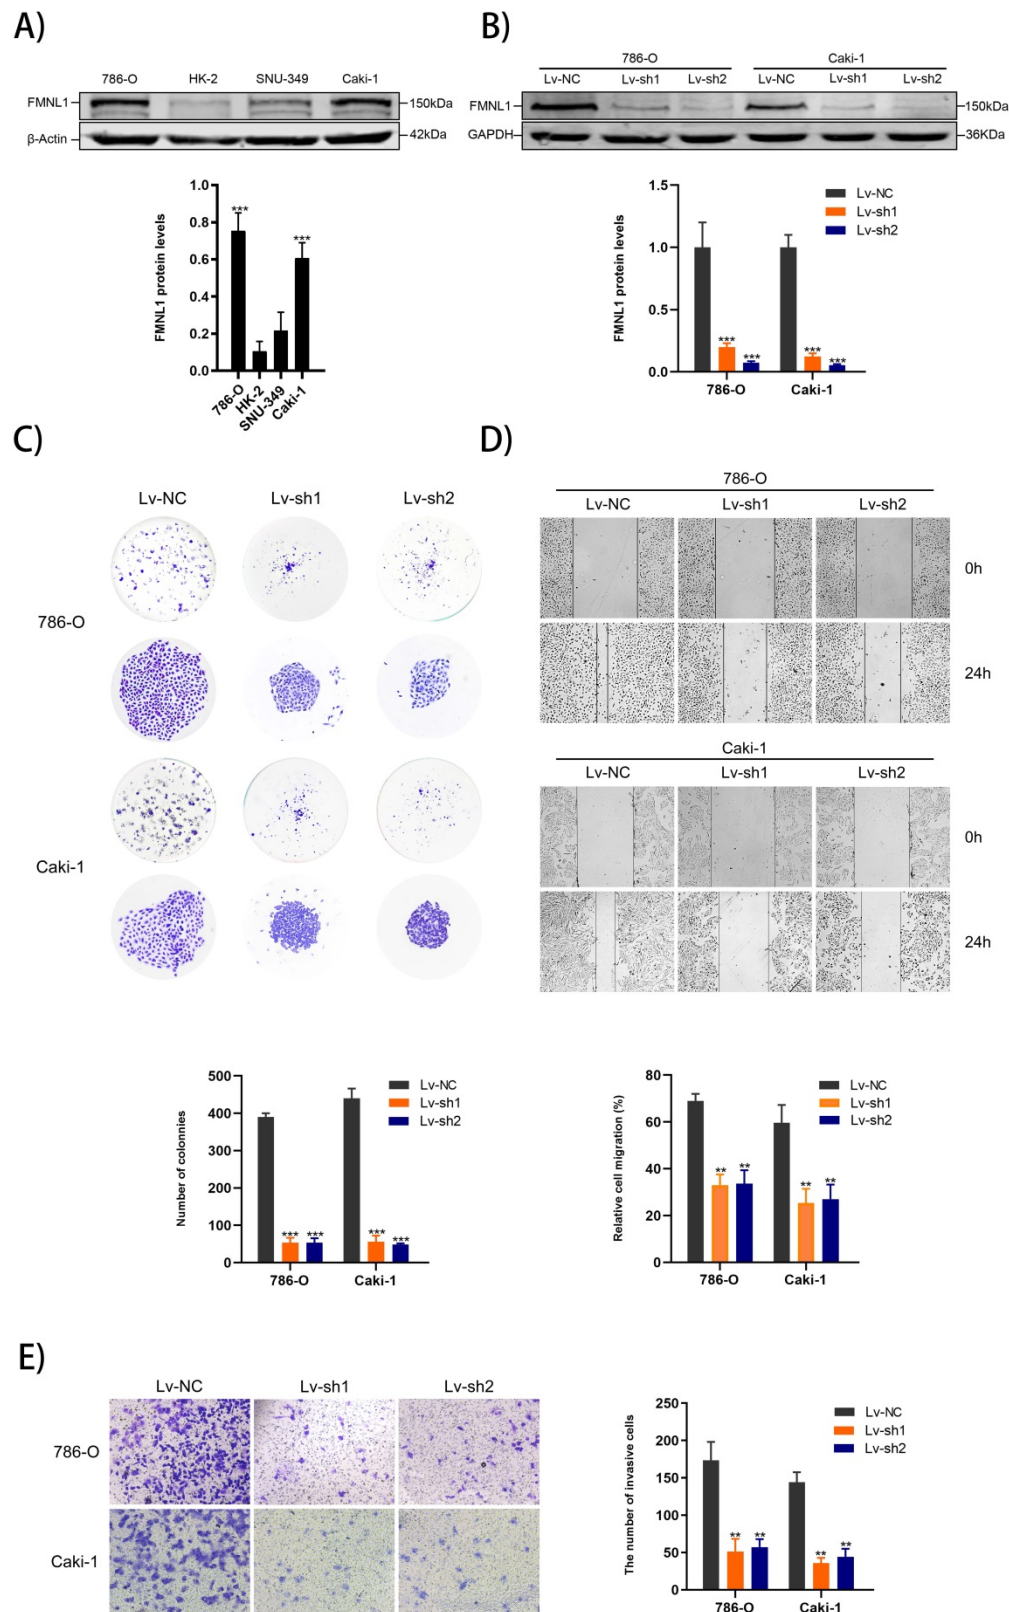 A)
786-O HK-2 SNU-349 Caki-1
FMNL1 150kDa
β-Actin 42kDa
FMNL1 protein levels
1.0
0.8
0.6
0.4
0.2
0.0
*** ***
786-O HK-2 SNU-349 Caki-1
B)
786-O Caki-1
Lv-NC Lv-sh1 Lv-sh2 Lv-NC Lv-sh1 Lv-sh2
FMNL1 150kDa
GAPDH 36KDa
FMNL1 protein levels
1.5
1.0
0.5
0.0
Lv-NC
Lv-sh1
Lv-sh2
*** *** *** ***
786-O Caki-1
C)
Lv-NC Lv-sh1 Lv-sh2
786-O
Caki-1
Number of colonnies
500
400
300
200
100
0
Lv-NC
Lv-sh1
Lv-sh2
*** *** *** ***
786-O Caki-1
D)
786-O
Lv-NC Lv-sh1 Lv-sh2
0h
24h
Caki-1
Lv-NC Lv-sh1 Lv-sh2
0h
24h
Relative cell migration (%)
80
60
40
20
0
Lv-NC
Lv-sh1
Lv-sh2
** ** ** **
786-O Caki-1
E)
Lv-NC Lv-sh1 Lv-sh2
786-O
Caki-1
The number of invasive cells
250
200
150
100
50
0
Lv-NC
Lv-sh1
Lv-sh2
** ** ** **
786-O Caki-1